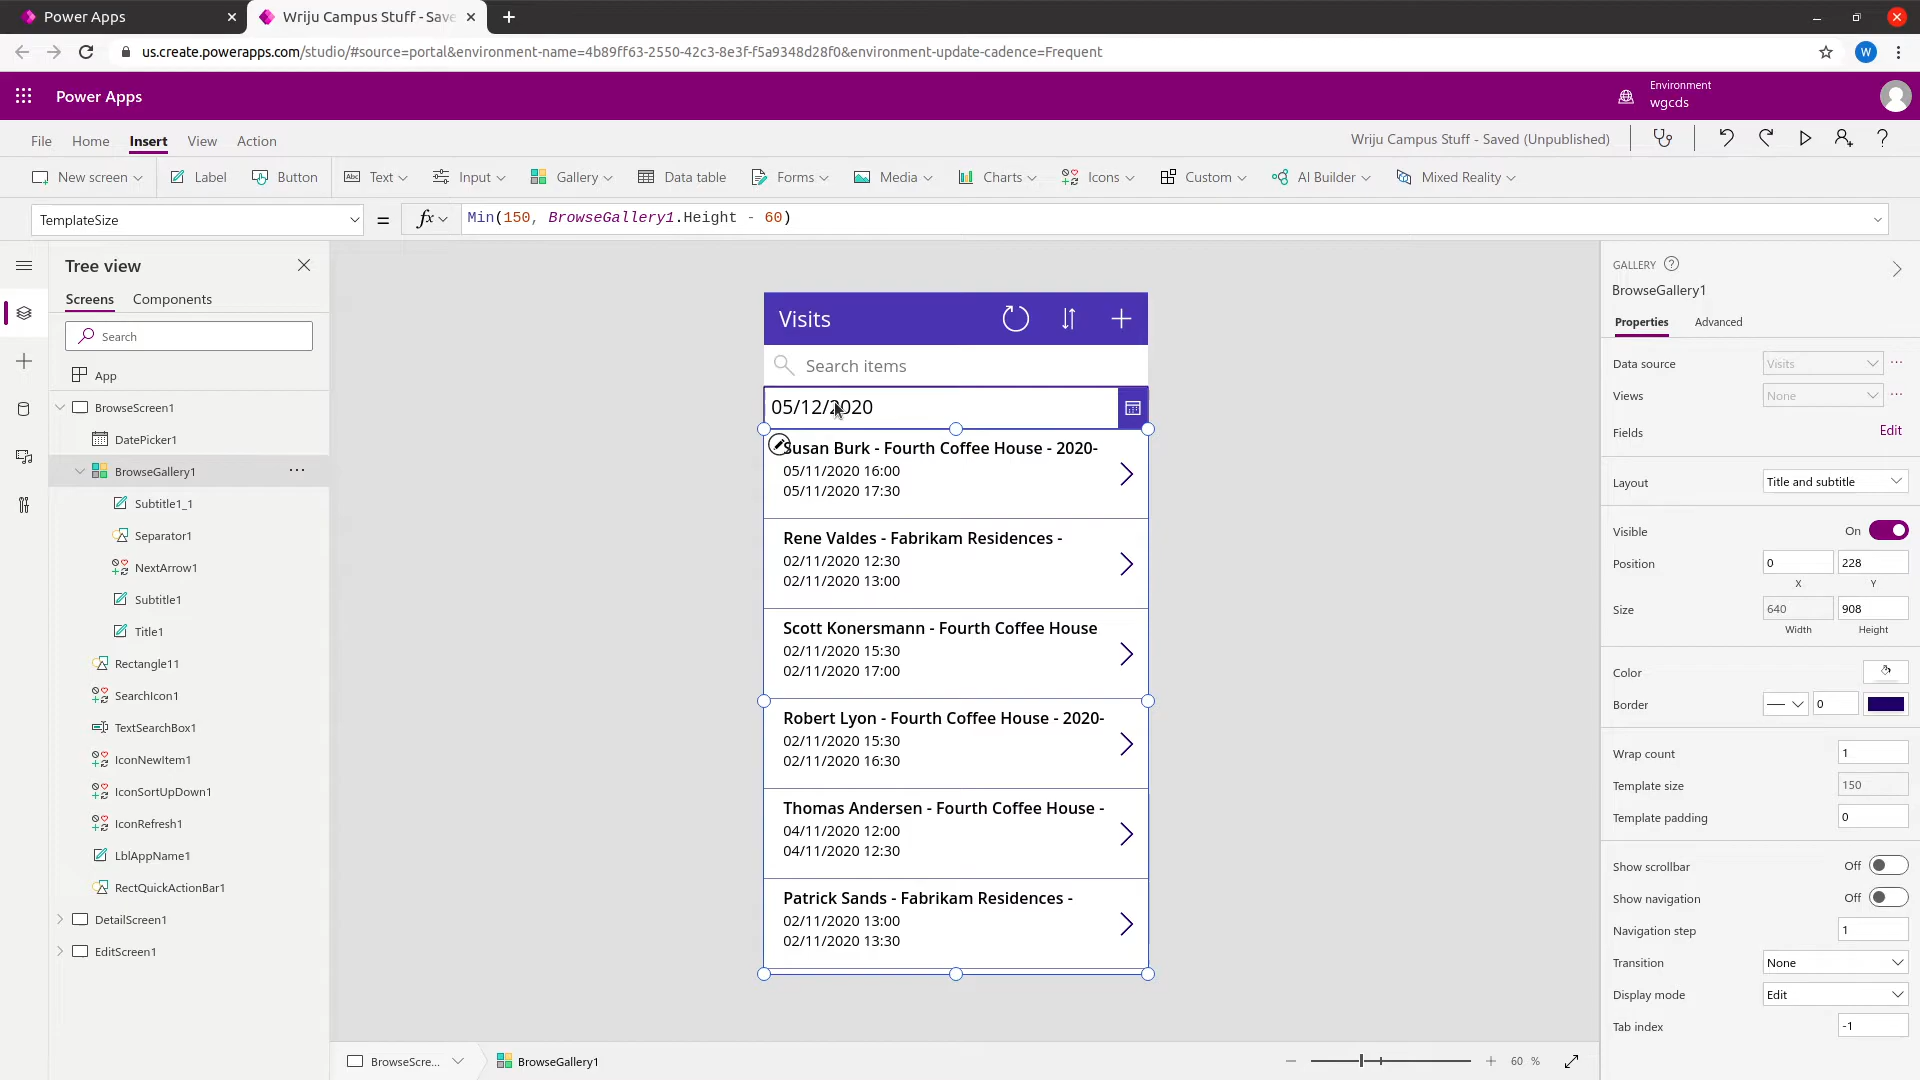 Power Apps
Wriju Campus Stuff - Save
us.create.powerapps.com/studio/#source=portal&environment-name=4b89ff63-2550-42c3-8e3f-f5a9348d28f0&environment-update-cadence=Frequent
W
Power Apps
Environment
wgcds
File
Home
Insert
View
Action
Wriju Campus Stuff - Saved (Unpublished)
New screen
Label
Button
Text
Input
Gallery
Data table
Forms
Media
Charts
Icons
Custom
AI Builder
Mixed Reality
TemplateSize
=
fx
Min(150, BrowseGallery1.Height - 60)
Tree view
Screens
Components
Search
App
BrowseScreen1
DatePicker1
BrowseGallery1
Subtitle1_1
Separator1
NextArrow1
Subtitle1
Title1
Rectangle11
SearchIcon1
TextSearchBox1
IconNewItem1
IconSortUpDown1
IconRefresh1
LblAppName1
RectQuickActionBar1
DetailScreen1
EditScreen1
Visits
Search items
05/12/2020
Susan Burk - Fourth Coffee House - 2020-
05/11/2020 16:00
05/11/2020 17:30
Rene Valdes - Fabrikam Residences -
02/11/2020 12:30
02/11/2020 13:00
Scott Konersmann - Fourth Coffee House
02/11/2020 15:30
02/11/2020 17:00
Robert Lyon - Fourth Coffee House - 2020-
02/11/2020 15:30
02/11/2020 16:30
Thomas Andersen - Fourth Coffee House -
04/11/2020 12:00
04/11/2020 12:30
Patrick Sands - Fabrikam Residences -
02/11/2020 13:00
02/11/2020 13:30
BrowseScre...
BrowseGallery1
60 %
GALLERY
BrowseGallery1
Properties
Advanced
Data source
Visits
Views
None
Fields
Edit
Layout
Title and subtitle
Visible
On
Position
0
228
X
Y
Size
640
908
Width
Height
Color
Border
0
Wrap count
1
Template size
150
Template padding
0
Show scrollbar
Off
Show navigation
Off
Navigation step
1
Transition
None
Display mode
Edit
Tab index
-1